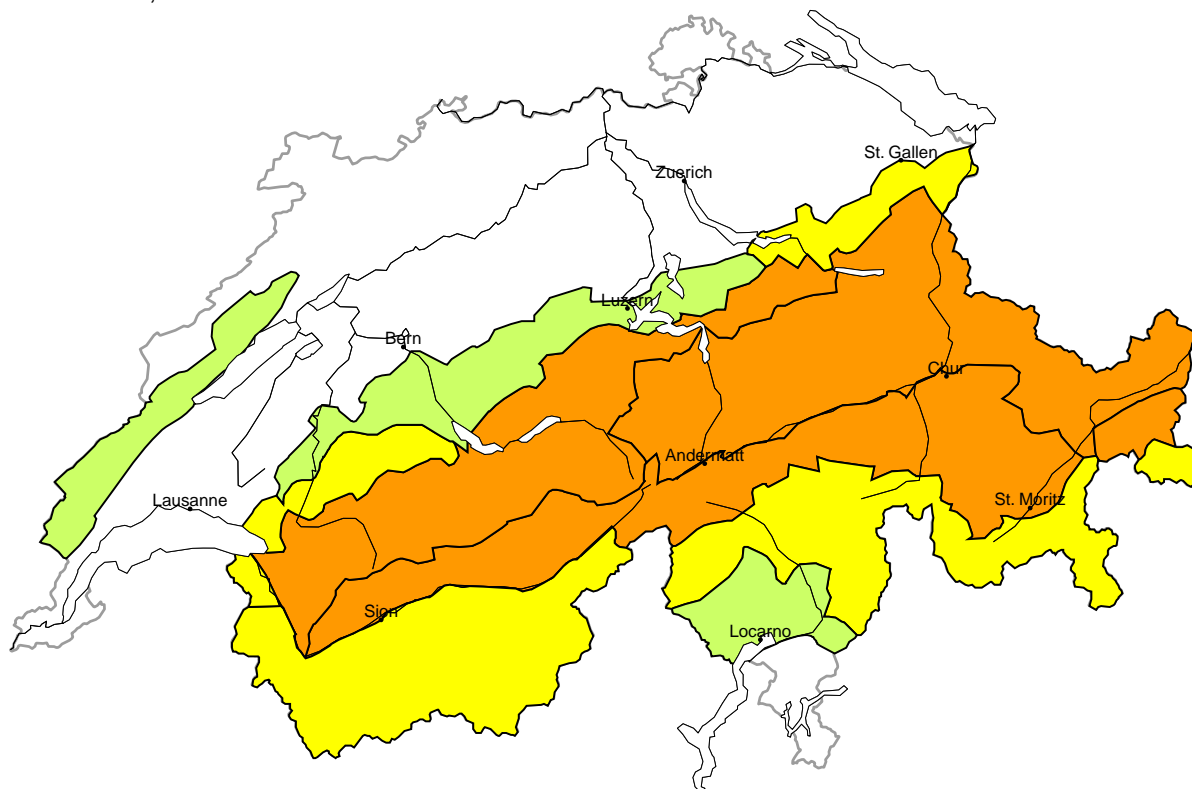 St. Gallen
Zuerich
Luzern
Bern
Chur
Andermatt
Lausanne
St. Moritz
Sion
Locarno